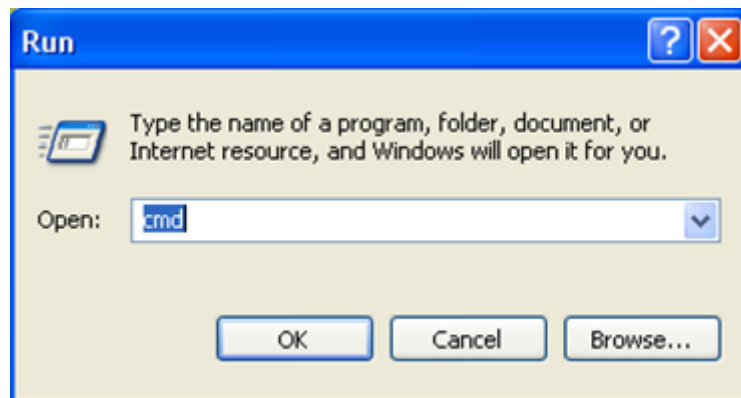 Run
Type the name of a program, folder, document, or
Internet resource, and Windows will open it for you.
Open: cmd
OK Cancel Browse...